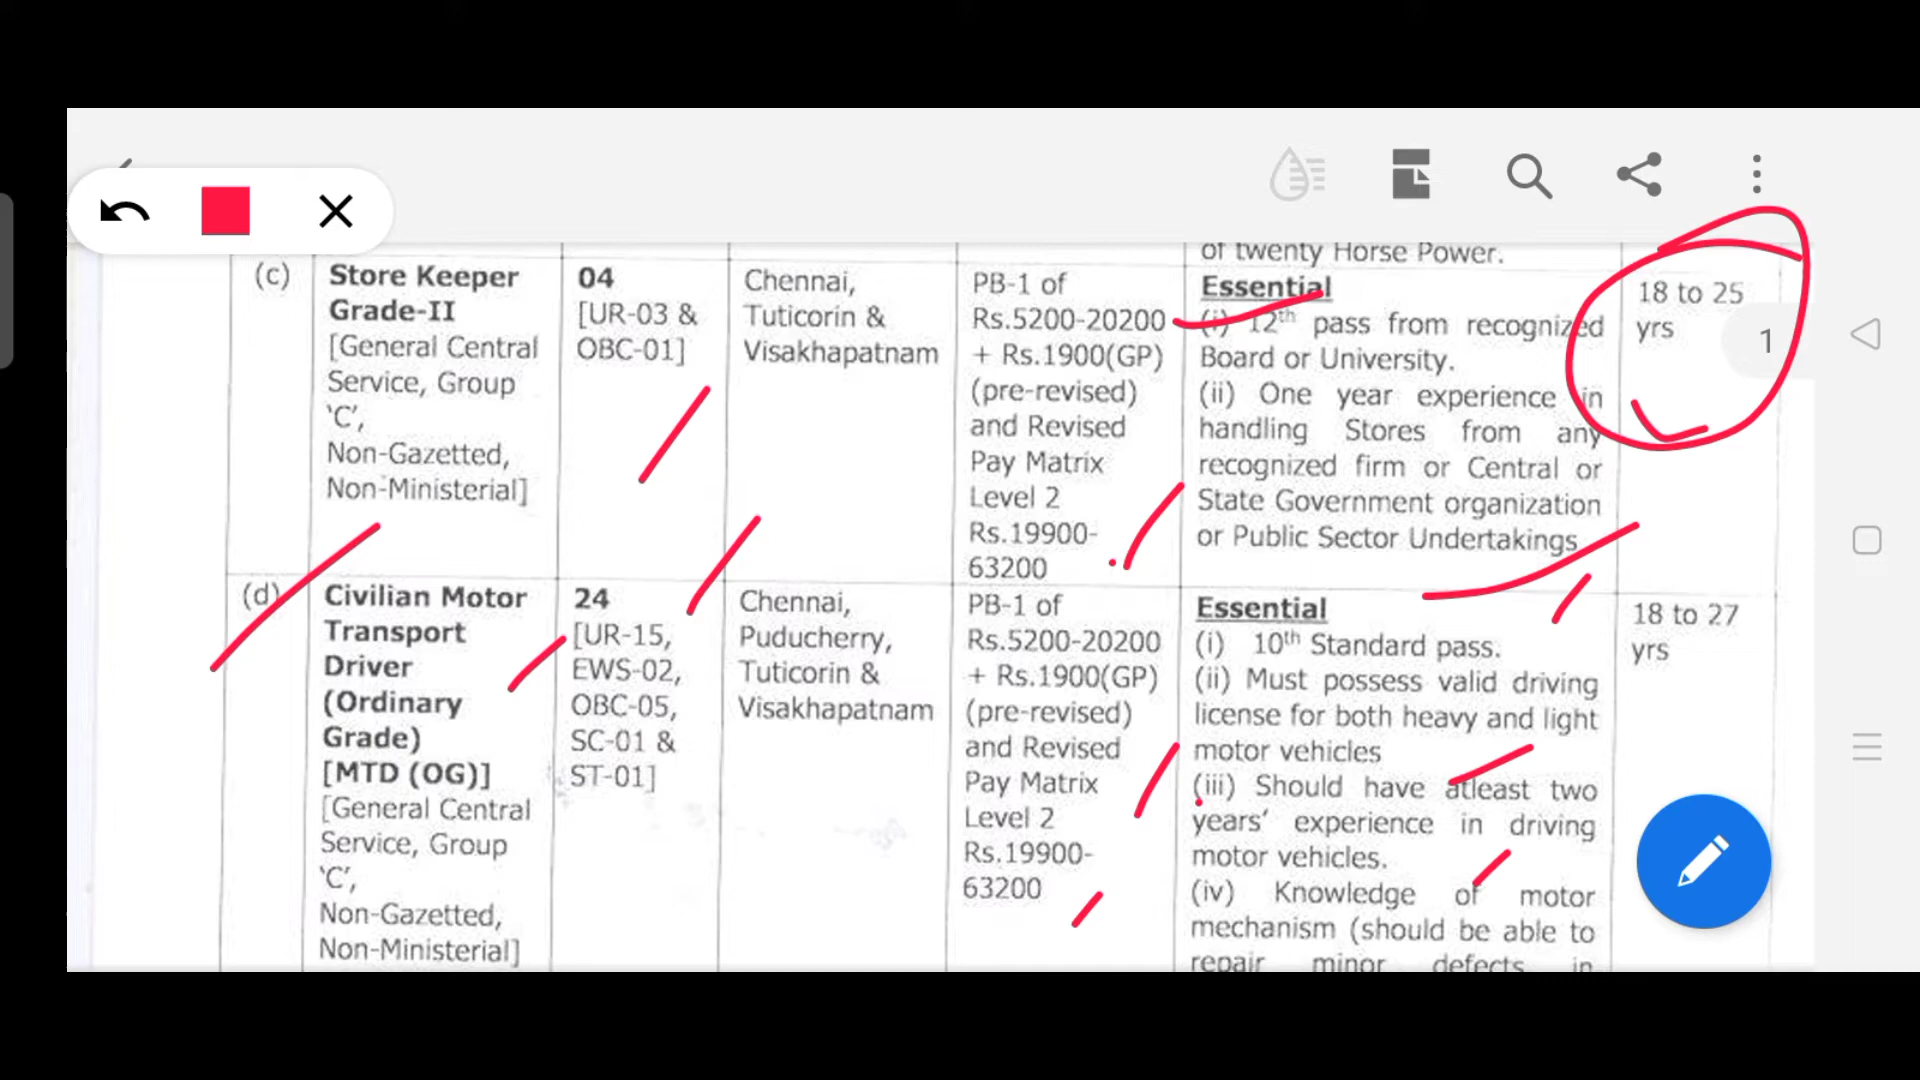 of twenty Horse Power.
(c)
Store Keeper
Grade-II
[General Central
Service, Group
‘C’,
Non-Gazetted,
Non-Ministerial]
04
[UR-03 &
OBC-01]
Chennai,
Tuticorin &
Visakhapatnam
PB-1 of
Rs.5200-20200
+ Rs.1900(GP)
(pre-revised)
and Revised
Pay Matrix
Level 2
Rs.19900-
63200
Essential
(i) 12th pass from recognized
Board or University.
(ii) One year experience in
handling Stores from any
recognized firm or Central or
State Government organization
or Public Sector Undertakings
18 to 25
yrs
1
(d)
Civilian Motor
Transport
Driver
(Ordinary
Grade)
[MTD (OG)]
[General Central
Service, Group
‘C’,
Non-Gazetted,
Non-Ministerial]
24
[UR-15,
EWS-02,
OBC-05,
SC-01 &
ST-01]
Chennai,
Puducherry,
Tuticorin &
Visakhapatnam
PB-1 of
Rs.5200-20200
+ Rs.1900(GP)
(pre-revised)
and Revised
Pay Matrix
Level 2
Rs.19900-
63200
Essential
(i) 10th Standard pass.
(ii) Must possess valid driving
license for both heavy and light
motor vehicles
(iii) Should have atleast two
years’ experience in driving
motor vehicles.
(iv) Knowledge of motor
mechanism (should be able to
repair minor defects in
18 to 27
yrs